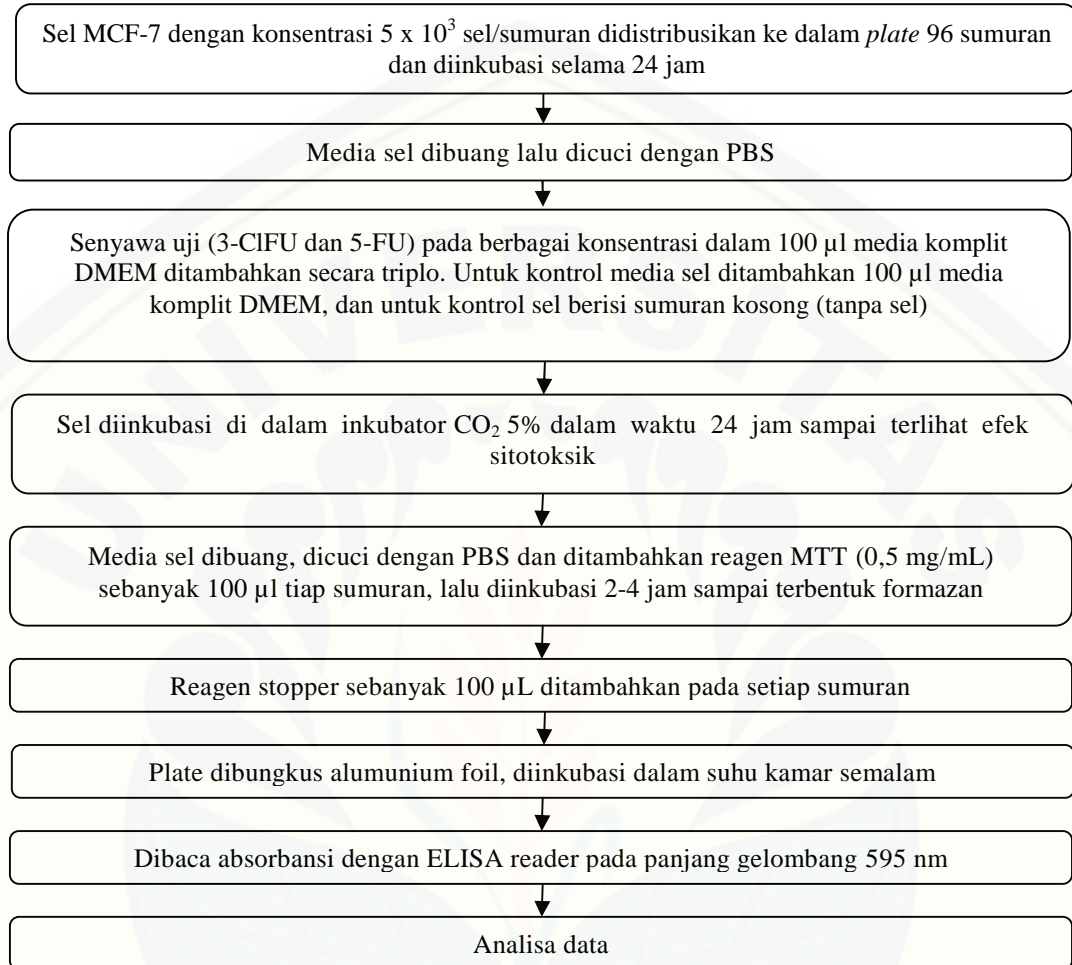 Sel MCF-7 dengan konsentrasi 5 x 10³ sel/sumuran didistribusikan ke dalam plate 96 sumuran
dan diinkubasi selama 24 jam
Media sel dibuang lalu dicuci dengan PBS
Senyawa uji (3-ClFU dan 5-FU) pada berbagai konsentrasi dalam 100 µl media komplit
DMEM ditambahkan secara triplo. Untuk kontrol media sel ditambahkan 100 µl media
komplit DMEM, dan untuk kontrol sel berisi sumuran kosong (tanpa sel)
Sel diinkubasi di dalam inkubator CO₂ 5% dalam waktu 24 jam sampai terlihat efek
sitotoksik
Media sel dibuang, dicuci dengan PBS dan ditambahkan reagen MTT (0,5 mg/mL)
sebanyak 100 µl tiap sumuran, lalu diinkubasi 2-4 jam sampai terbentuk formazan
Reagen stopper sebanyak 100 µL ditambahkan pada setiap sumuran
Plate dibungkus alumunium foil, diinkubasi dalam suhu kamar semalam
Dibaca absorbansi dengan ELISA reader pada panjang gelombang 595 nm
Analisa data
UNIVERSITAS